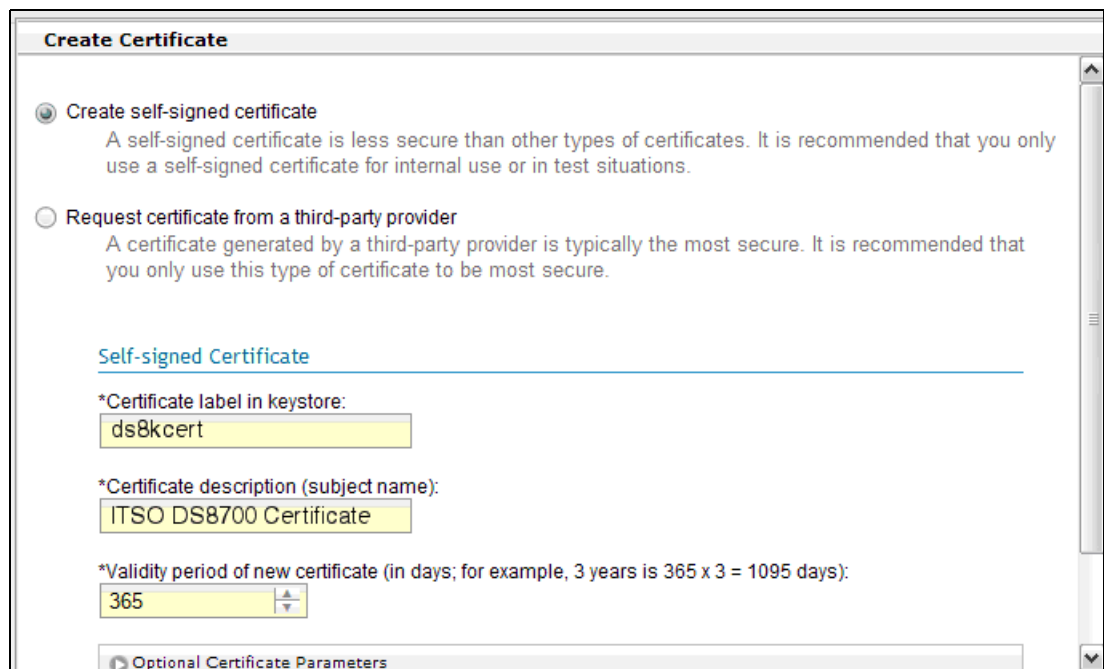 Create Certificate
Create self-signed certificate
A self-signed certificate is less secure than other types of certificates. It is recommended that you only
use a self-signed certificate for internal use or in test situations.
Request certificate from a third-party provider
A certificate generated by a third-party provider is typically the most secure. It is recommended that
you only use this type of certificate to be most secure.
Self-signed Certificate
*Certificate label in keystore:
ds8kcert
*Certificate description (subject name):
ITSO DS8700 Certificate
*Validity period of new certificate (in days; for example, 3 years is 365 x 3 = 1095 days):
365
Optional Certificate Parameters